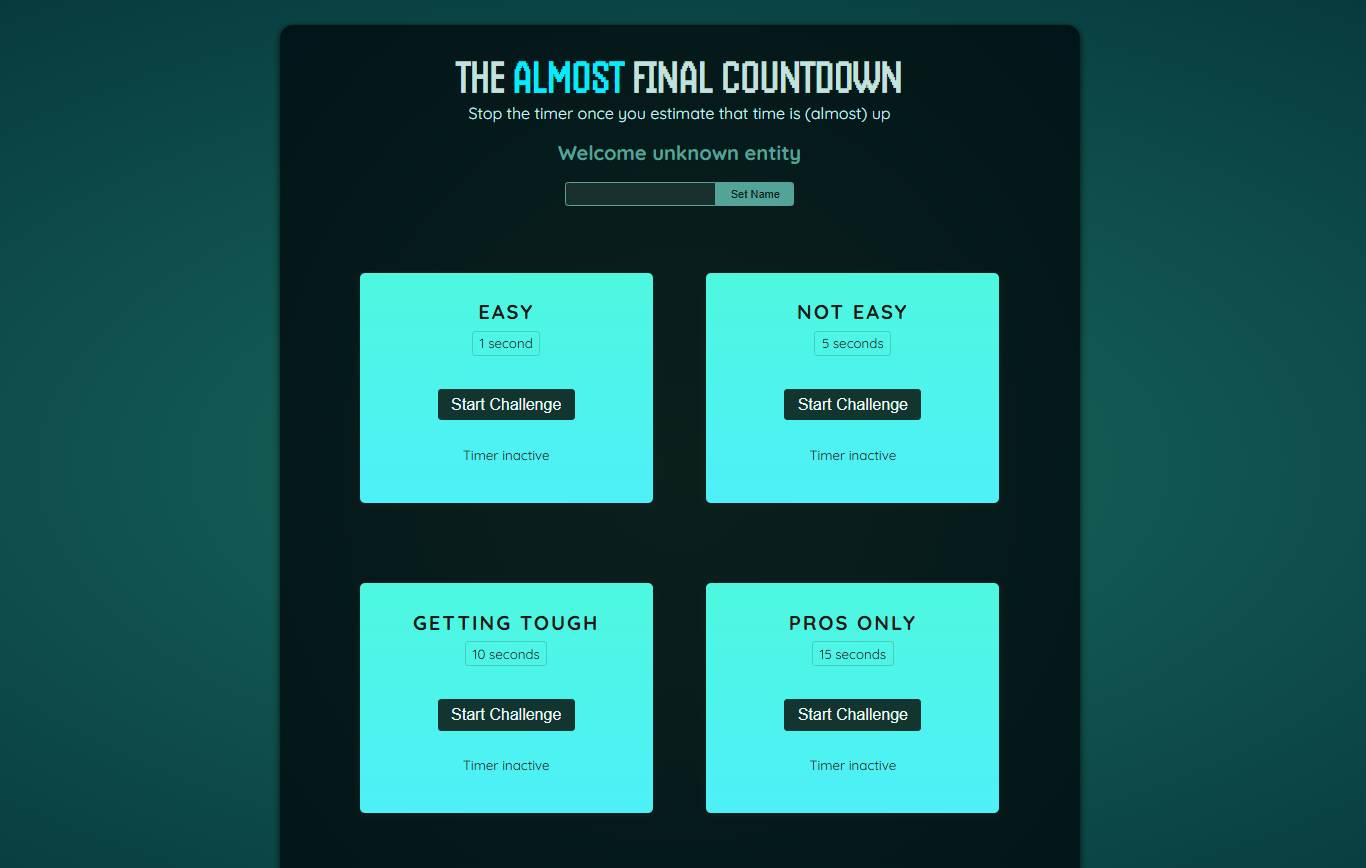 THE ALMOST FINAL COUNTDOWN
Stop the timer once you estimate that time is (almost) up
Welcome unknown entity
Set Name
EASY
1 second
Start Challenge
Timer inactive
NOT EASY
5 seconds
Start Challenge
Timer inactive
GETTING TOUGH
10 seconds
Start Challenge
Timer inactive
PROS ONLY
15 seconds
Start Challenge
Timer inactive